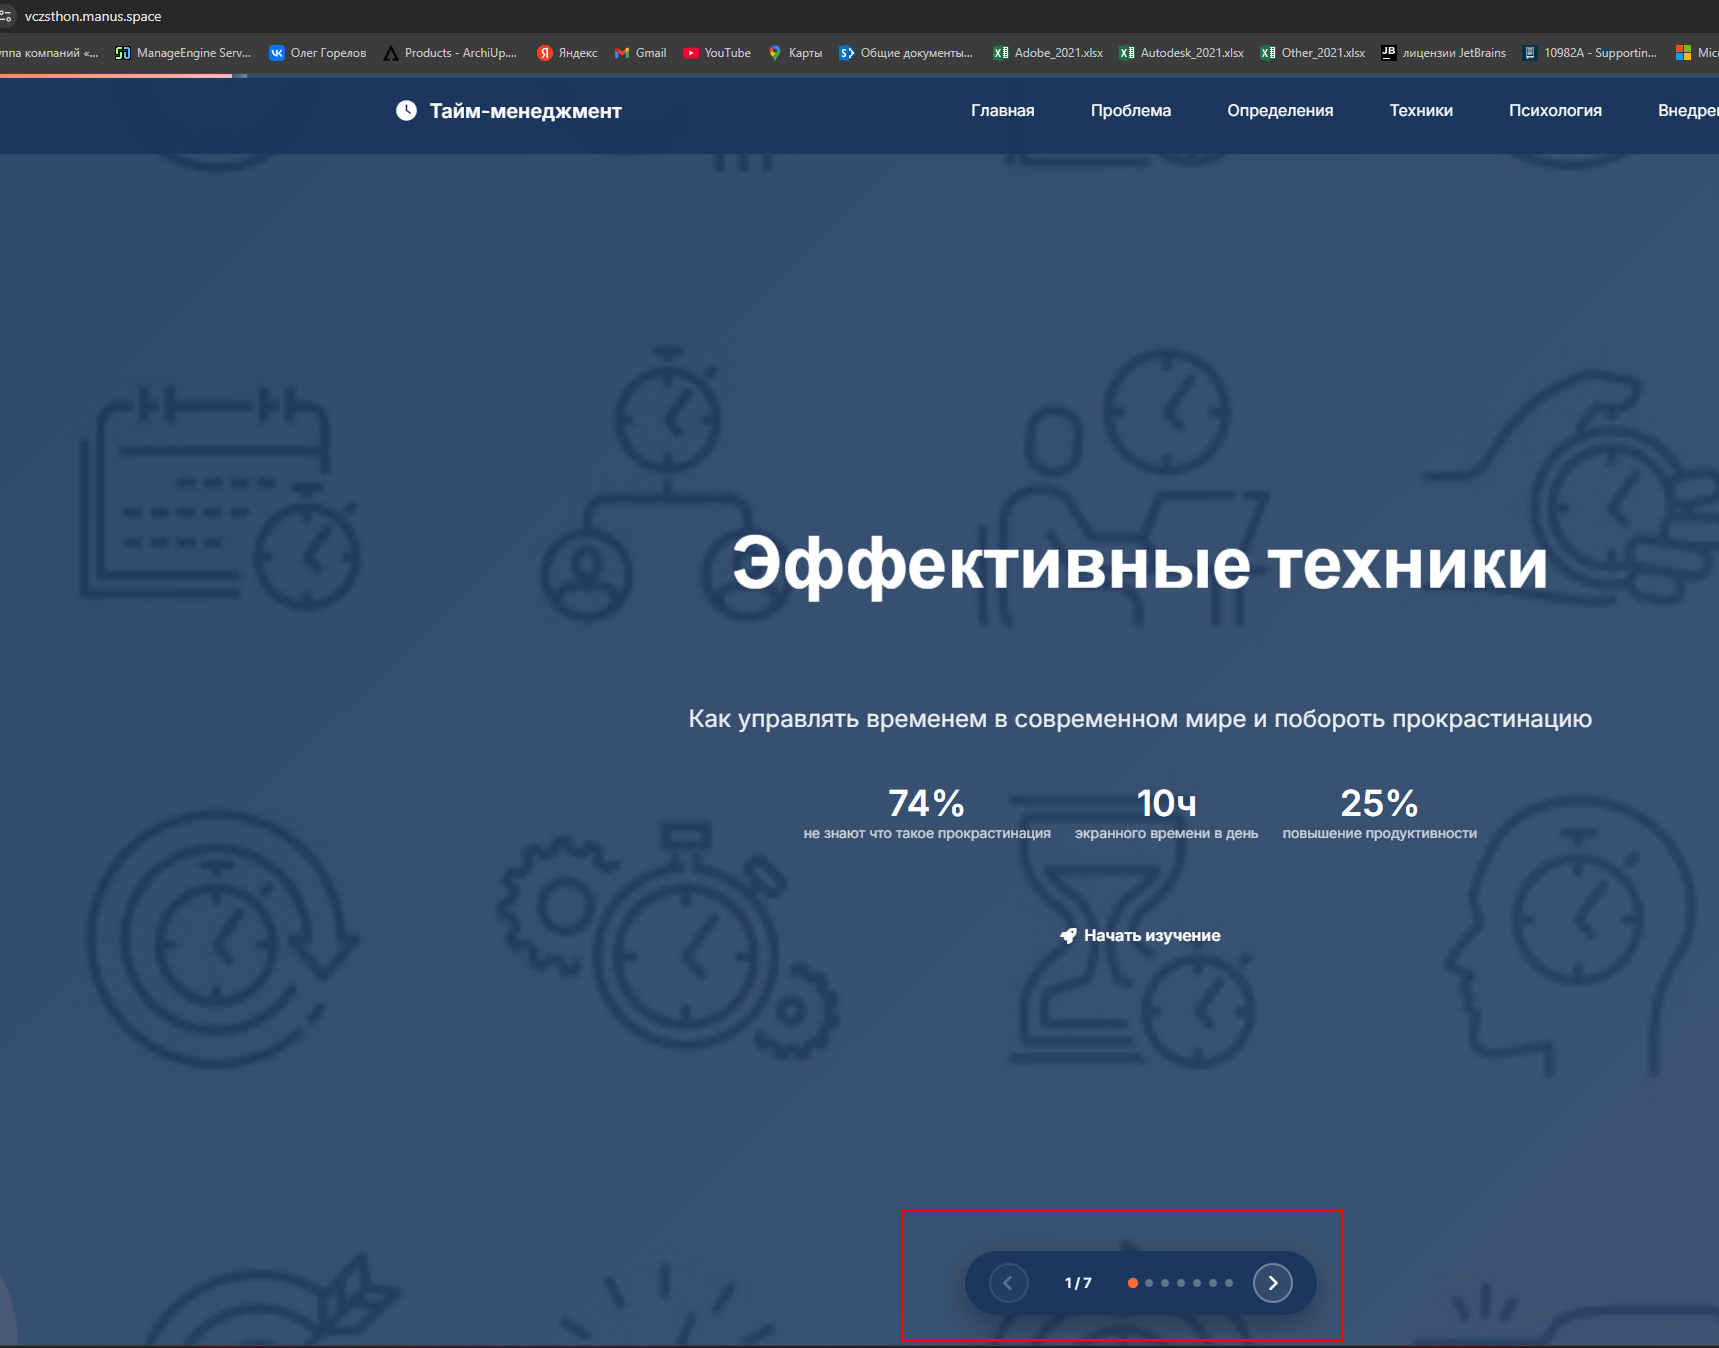 vczsthon.manus.space
ппа компаний «... ManageEngine Serv... Олег Горелов Products - ArchiUp.... Яндекс Gmail YouTube Карты Общие документы... Adobe_2021.xlsx Autodesk_2021.xlsx Other_2021.xlsx лицензии JetBrains 10982A - Supportin... Mic
Тайм-менеджмент Главная Проблема Определения Техники Психология Внедре
Эффективные техники
Как управлять временем в современном мире и побороть прокрастинацию
74% 10ч 25%
не знают что такое прокрастинация экранного времени в день повышение продуктивности
Начать изучение
1 / 7